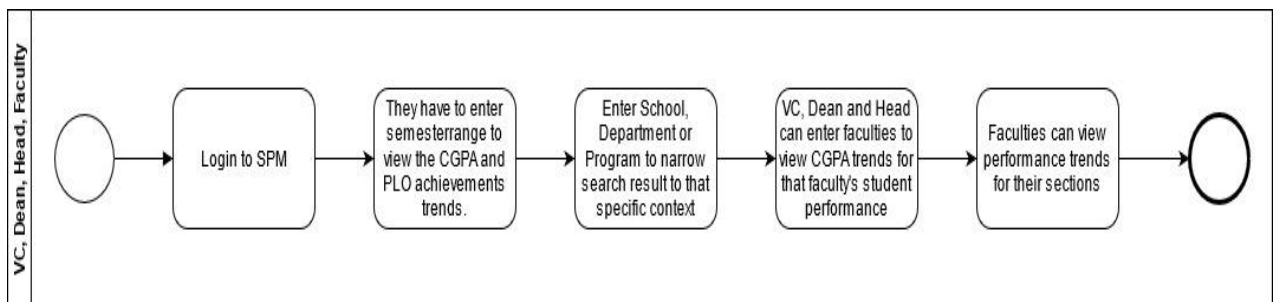 VC, Dean, Head, Faculty
Login to SPM
They have to enter
semesterrange to
view the CGPA and
PLO achievements
trends.
Enter School,
Department or
Program to narrow
search result to that
specific context
VC, Dean and Head
can enter faculties to
view CGPA trends for
that faculty's student
performance
Faculties can view
performance trends
for their sections